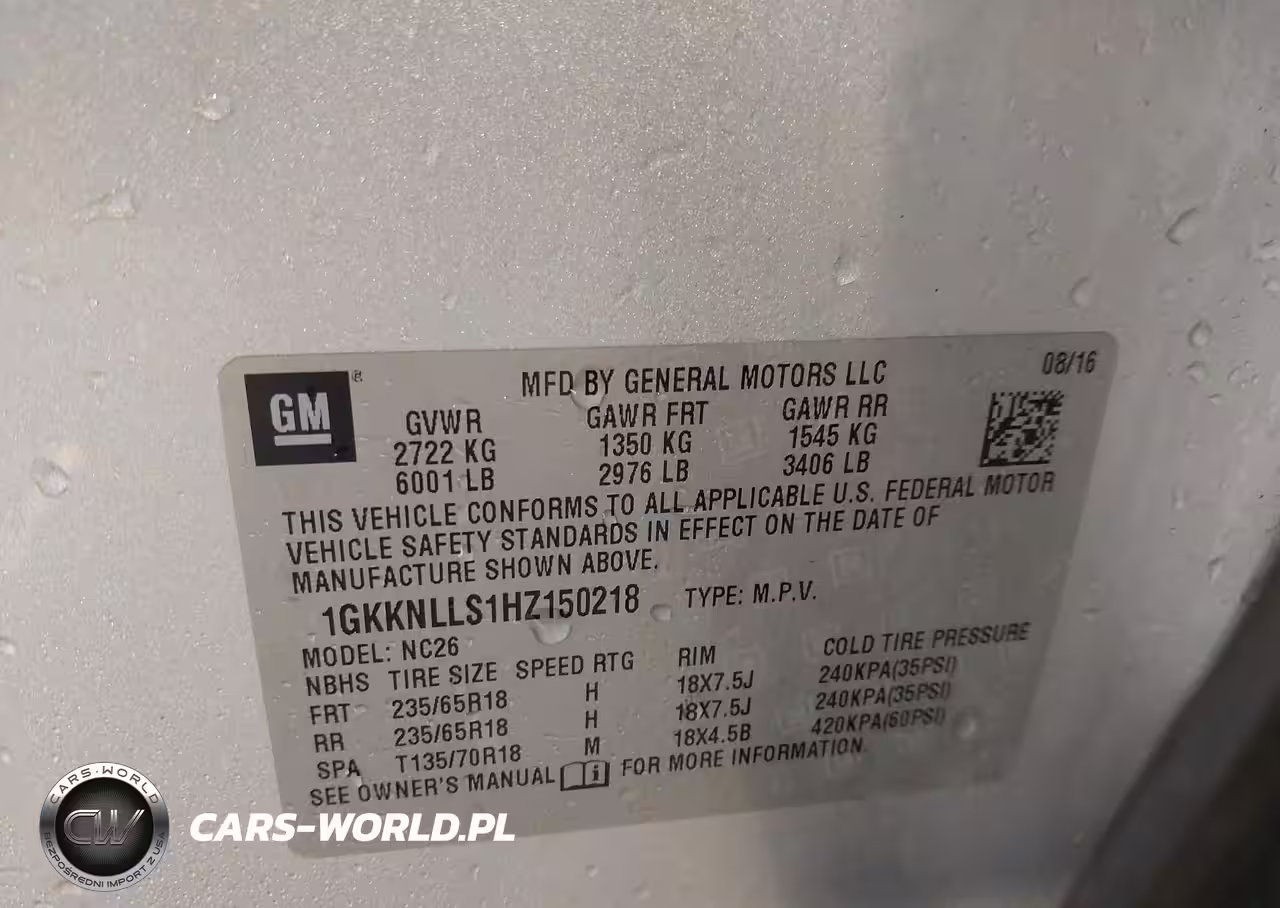 GM ®
MFD BY GENERAL MOTORS LLC 08/16
GVWR GAWR FRT GAWR RR
2722 KG 1350 KG 1545 KG
6001 LB 2976 LB 3406 LB
THIS VEHICLE CONFORMS TO ALL APPLICABLE U.S. FEDERAL MOTOR
VEHICLE SAFETY STANDARDS IN EFFECT ON THE DATE OF
MANUFACTURE SHOWN ABOVE.
1GKKNLLS1HZ150218 TYPE: M.P.V.
MODEL: NC26
NBHS TIRE SIZE SPEED RTG RIM COLD TIRE PRESSURE
FRT 235/65R18 H 18X7.5J 240KPA(35PSI)
RR 235/65R18 H 18X7.5J 240KPA(35PSI)
SPA T135/70R18 M 18X4.5B 420KPA(60PSI)
SEE OWNER'S MANUAL i FOR MORE INFORMATION.
CARS-WORLD
CW
BEZPOŚREDNI IMPORT Z USA
CARS-WORLD.PL